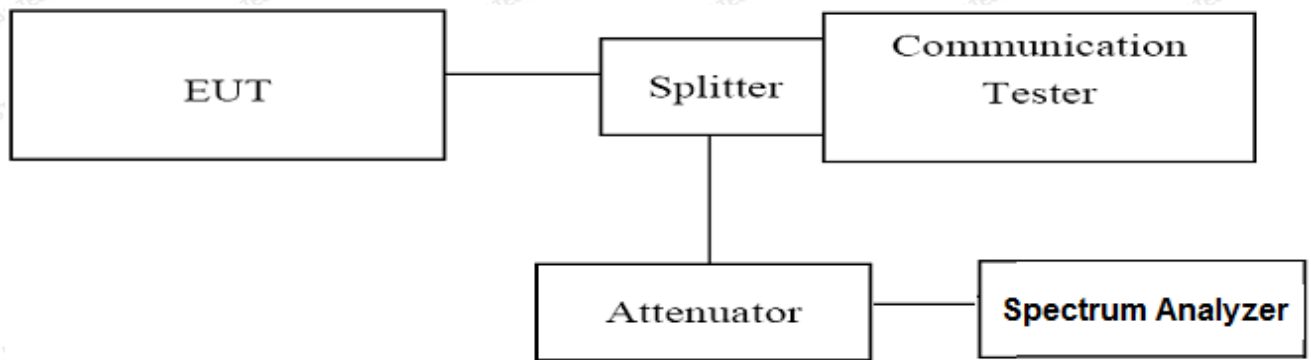 EUT
Splitter
Communication
Tester
Attenuator
Spectrum Analyzer